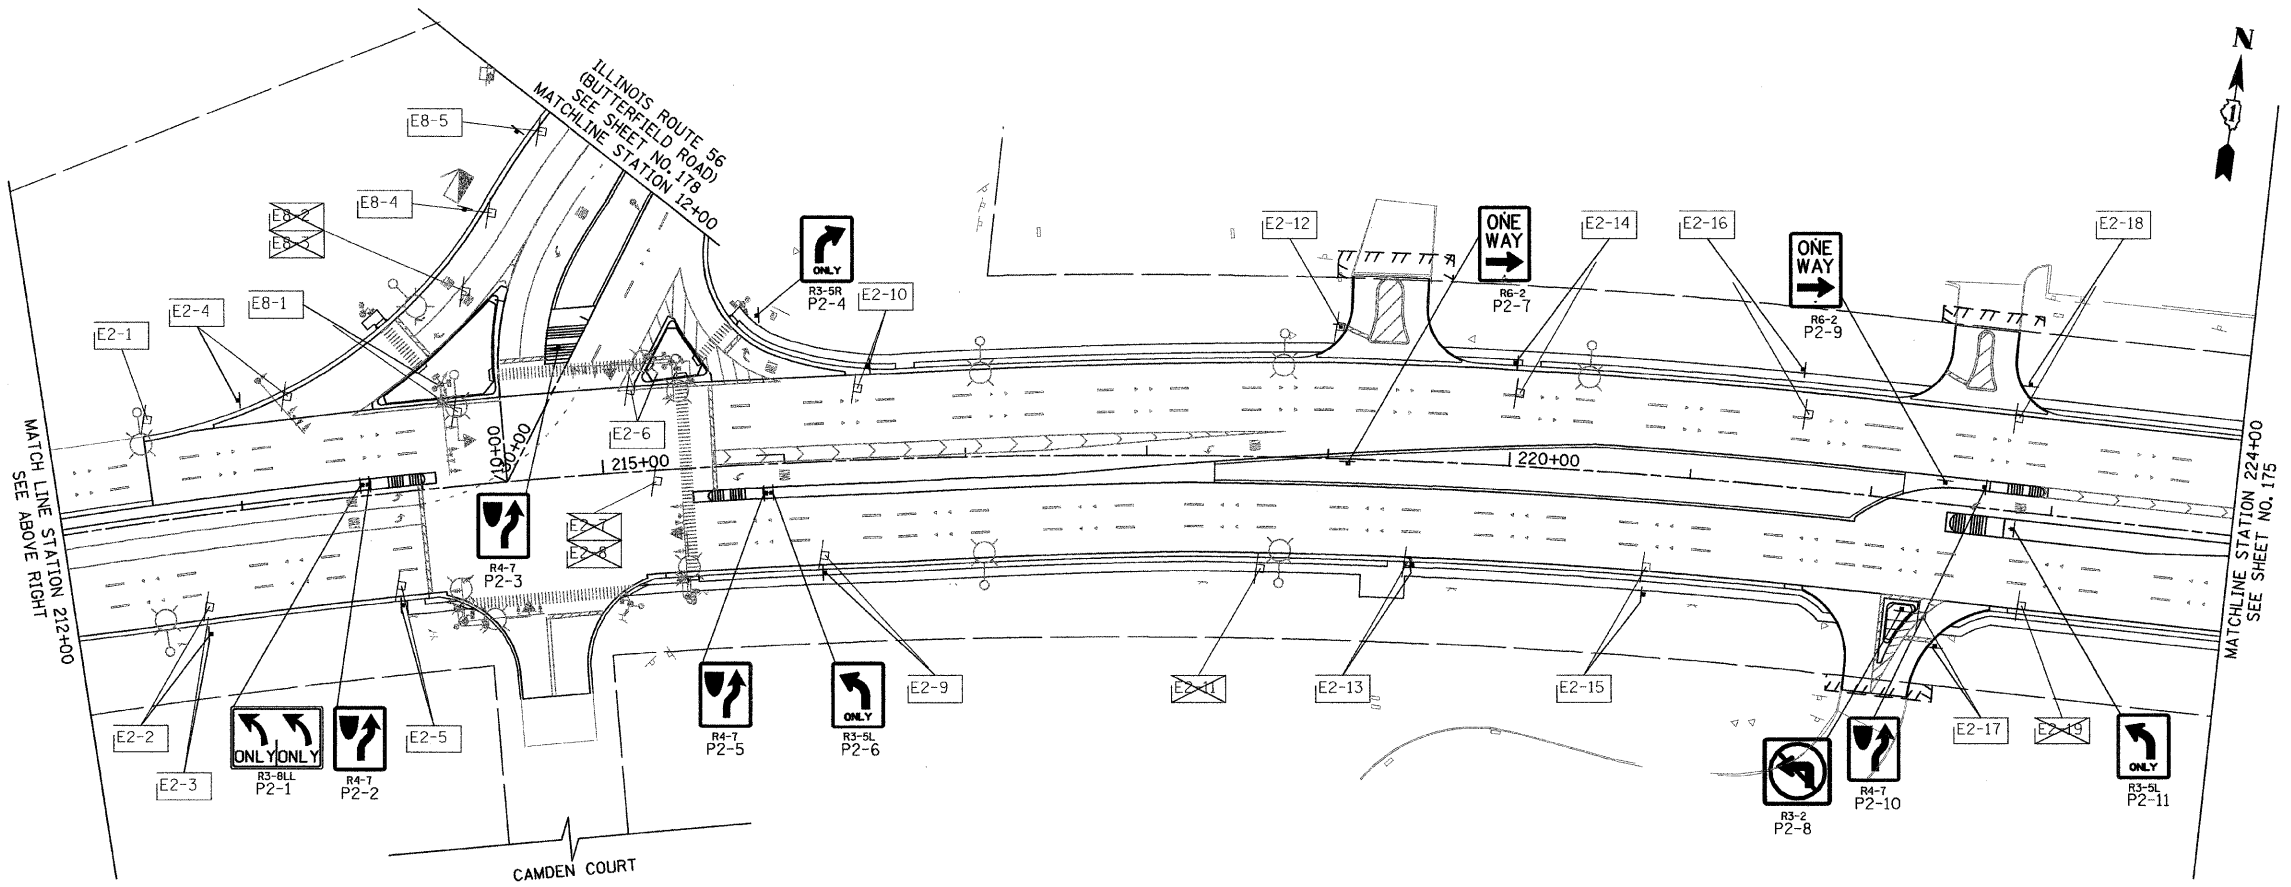 ILLINOIS ROUTE 56
(BUTTERFIELD ROAD)
SEE SHEET NO. 178
MATCHLINE STATION 12+00
N
1
E8-5
E8-4
E8-2
E8-3
E8-1
E2-4
E2-1
ONLY
R3-5R
P2-4
E2-10
E2-12
ONE
WAY
R6-2
P2-7
E2-14
E2-16
ONE
WAY
R6-2
P2-9
E2-18
E2-6
215+00
220+00
E2-7
E2-8
R4-7
P2-3
MATCH LINE STATION 212+00
SEE ABOVE RIGHT
MATCHLINE STATION 224+00
SEE SHEET NO. 175
E2-2
E2-3
ONLY ONLY
R3-8LL
P2-1
R4-7
P2-2
E2-5
R4-7
P2-5
ONLY
R3-5L
P2-6
E2-9
E2-11
E2-13
E2-15
R3-2
P2-8
R4-7
P2-10
E2-17
E2-19
ONLY
R3-5L
P2-11
CAMDEN COURT